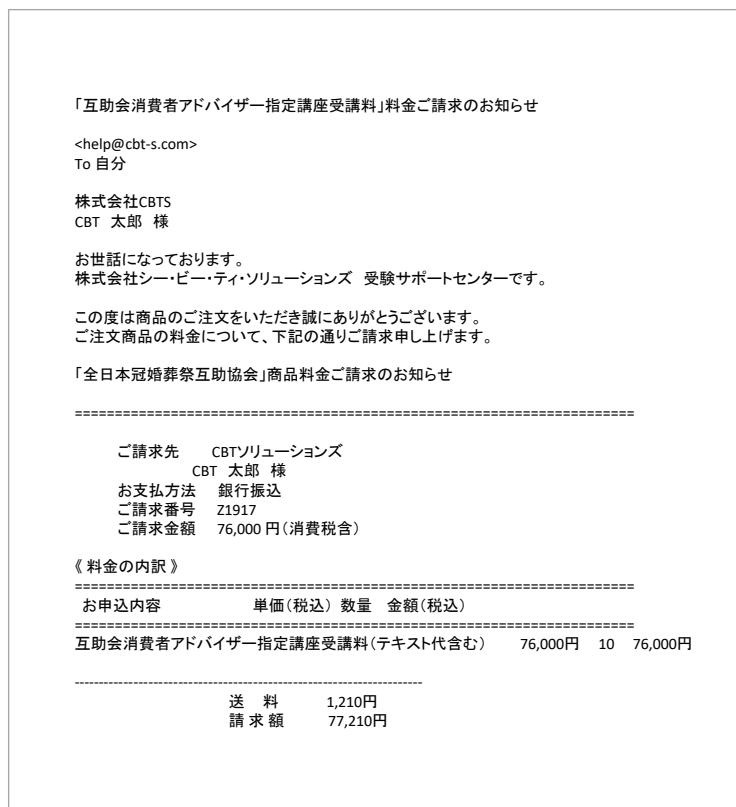 「互助会消費者アドバイザー指定講座受講料」料金ご請求のお知らせ
<help@cbt-s.com>
To 自分
株式会社CBTS
CBT 太郎 様
お世話になっております。
株式会社シー・ビー・ティ・ソリューションズ 受験サポートセンターです。
この度は商品のご注文をいただき誠にありがとうございます。
ご注文商品の料金について、下記の通りご請求申し上げます。
「全日本冠婚葬祭互助協会」商品料金ご請求のお知らせ
======================================================================
ご請求先 CBTソリューションズ
CBT 太郎 様
お支払方法 銀行振込
ご請求番号 Z1917
ご請求金額 76,000 円(消費税含)
《 料金の内訳 》
======================================================================
お申込内容 単価(税込) 数量 金額(税込)
======================================================================
互助会消費者アドバイザー指定講座受講料(テキスト代含む) 76,000円 10 76,000円
------------------------------------------------------------------------
送 料 1,210円
請 求 額 77,210円